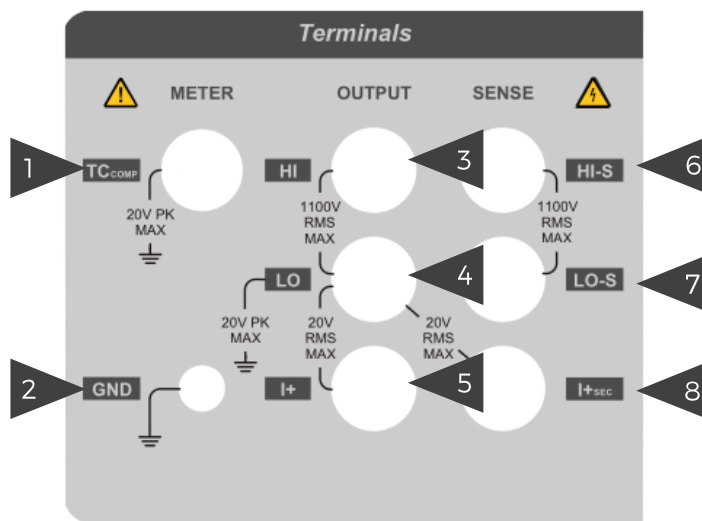 Terminals
METER OUTPUT SENSE
1 TCCOMP HI 3 HI-S 6
20V PK
MAX
1100V
RMS
MAX
1100V
RMS
MAX
LO 4 LO-S 7
20V PK
MAX
20V
RMS
MAX
20V
RMS
MAX
2 GND I+ 5 I+SEC 8